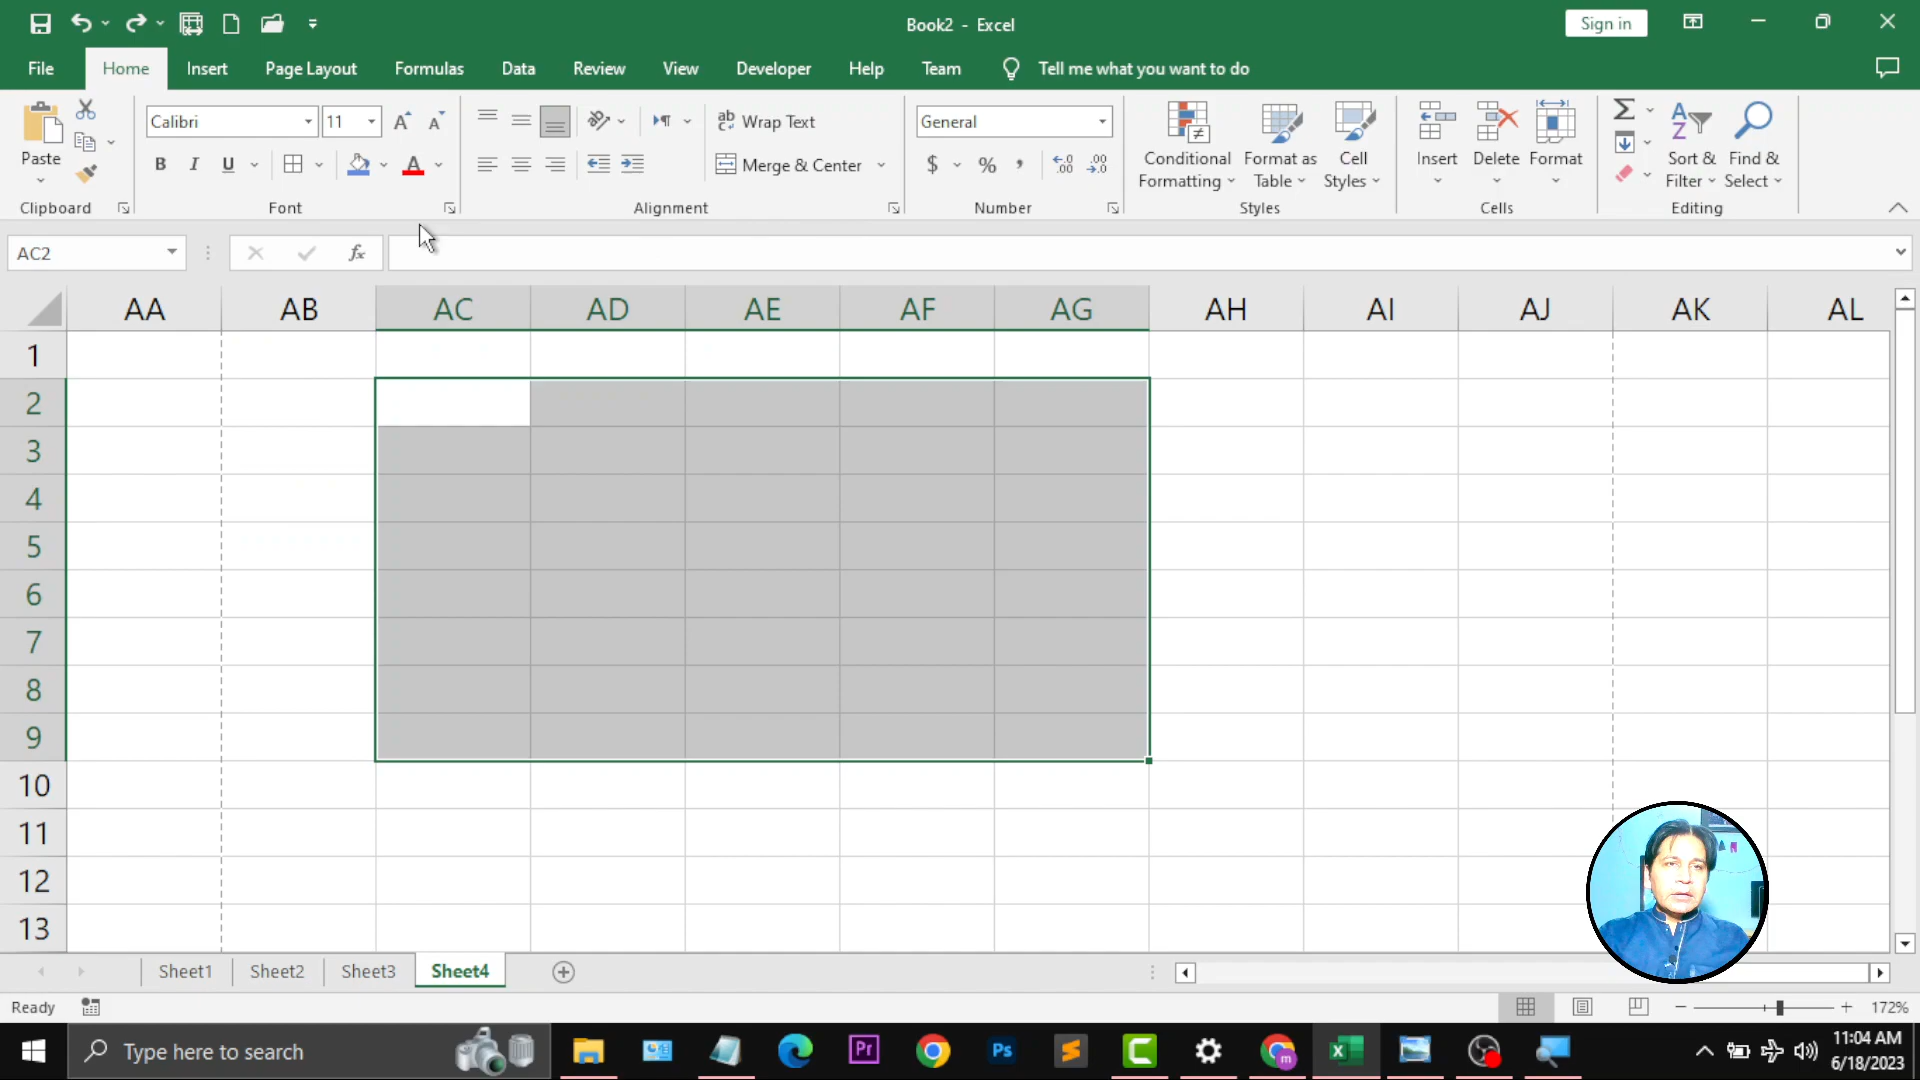 Book2 - Excel
Sign in
File Home Insert Page Layout Formulas Data Review View Developer Help Team Tell me what you want to do
Paste
Calibri 11
B I U A
Wrap Text
Merge & Center
General
$ % ,
Conditional Formatting
Format as Table
Cell Styles
Insert Delete Format
Sort & Filter
Find & Select
Clipboard Font Alignment Number Styles Cells Editing
AC2 fx
AA AB AC AD AE AF AG AH AI AJ AK AL
1
2
3
4
5
6
7
8
9
10
11
12
13
Sheet1 Sheet2 Sheet3 Sheet4
Ready 172%
Type here to search
Pr
Ps
m
11:04 AM
6/18/2023